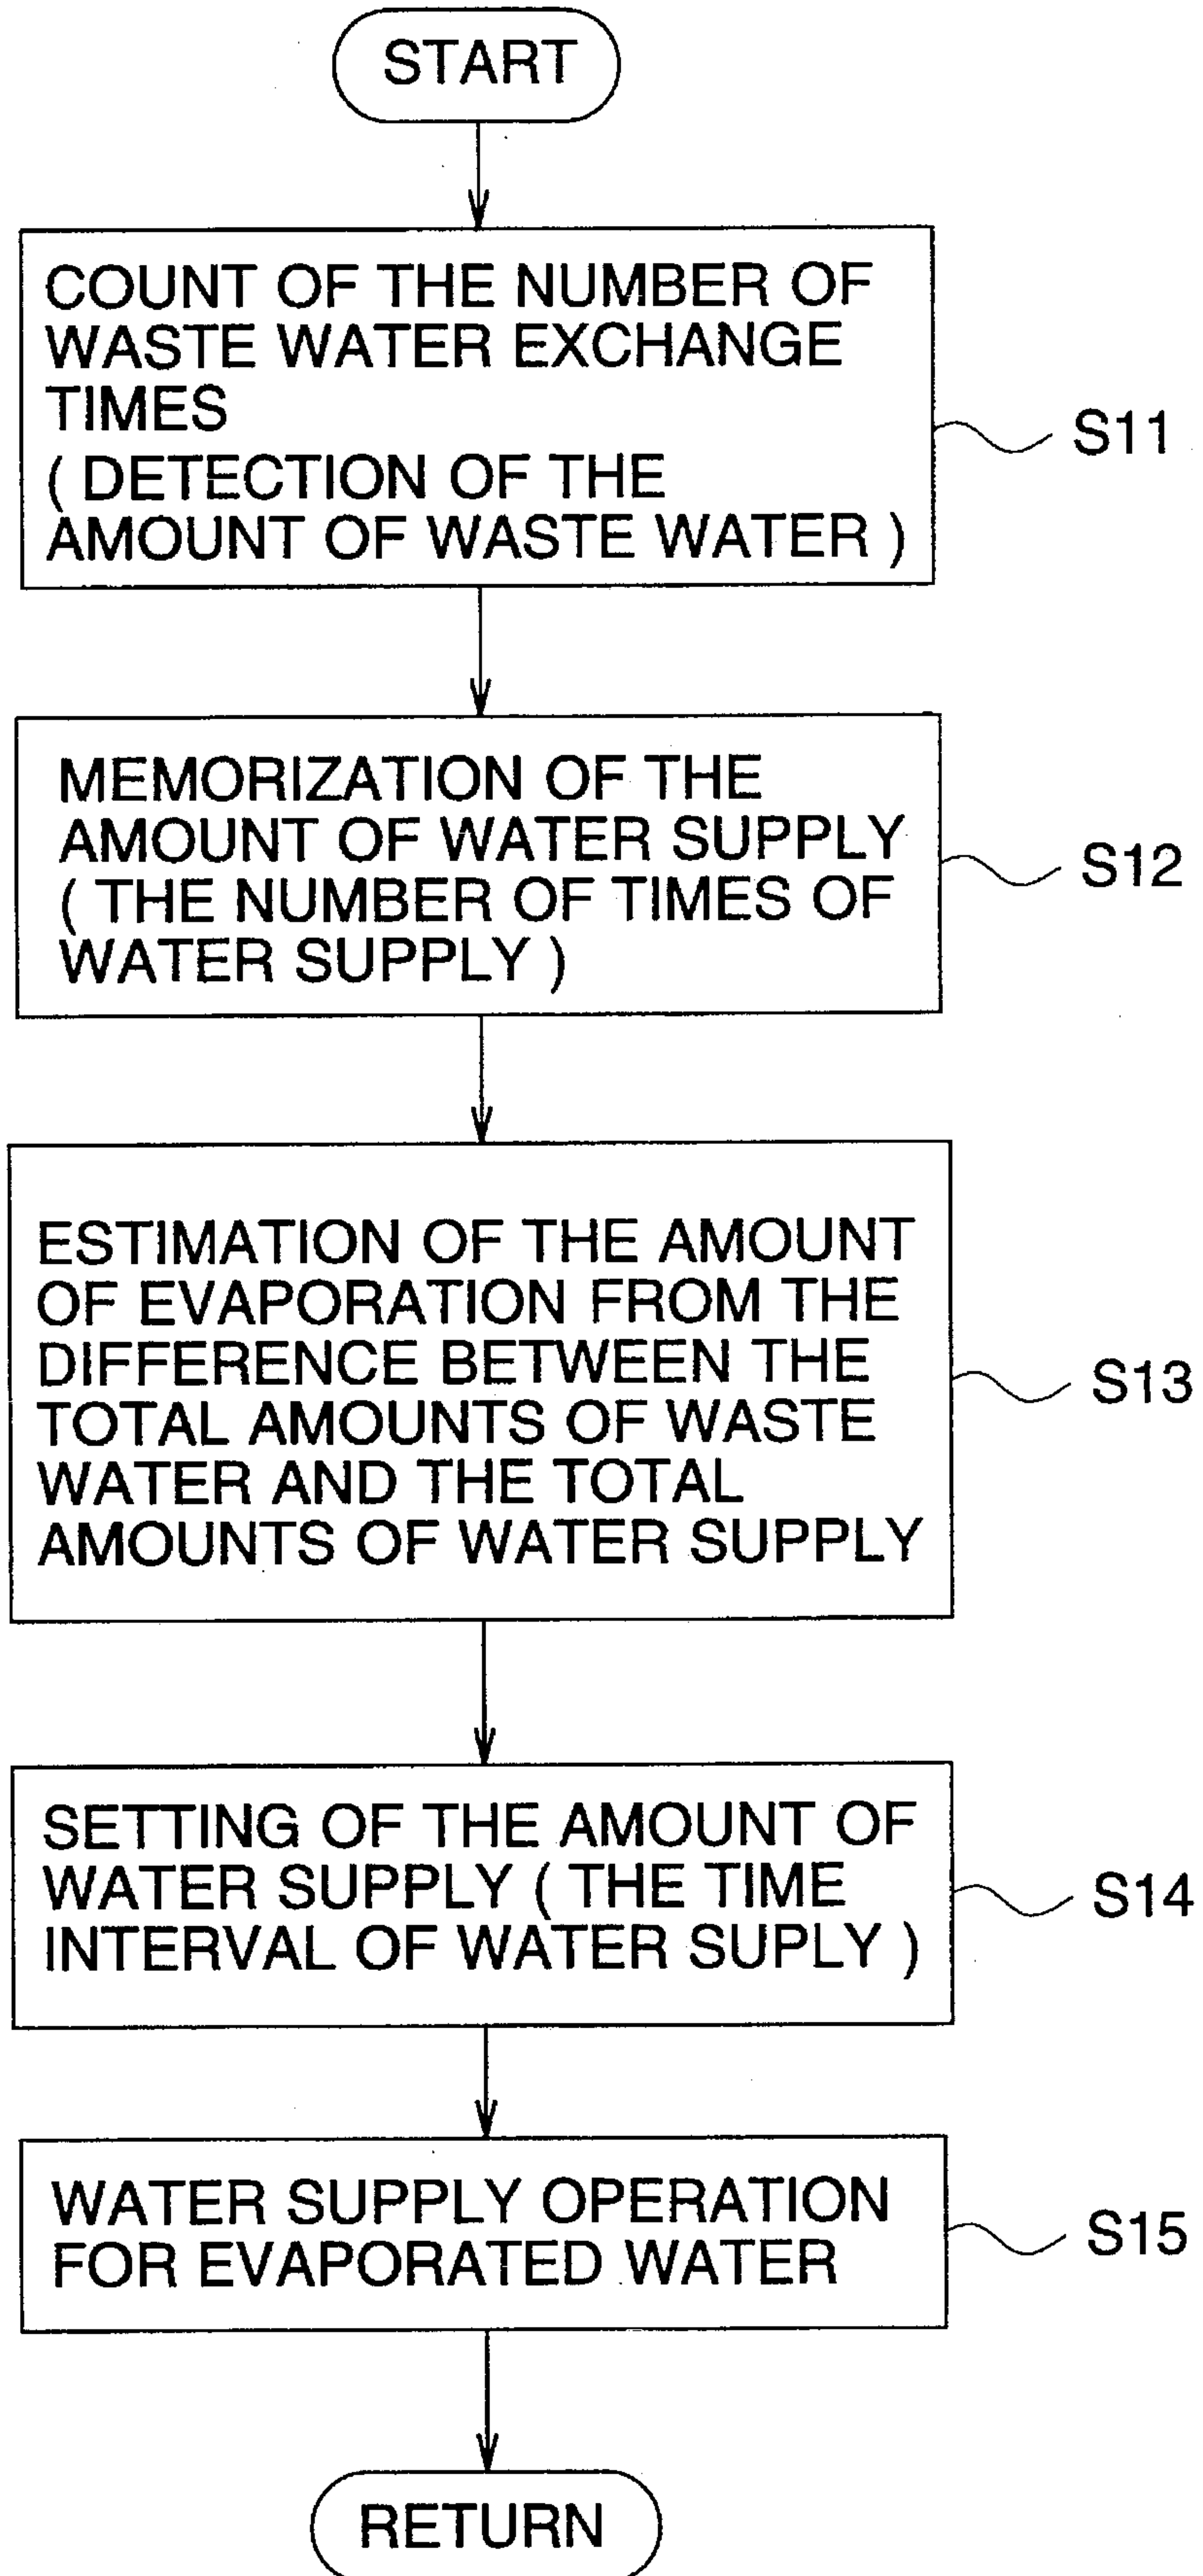 START
COUNT OF THE NUMBER OF
WASTE WATER EXCHANGE
TIMES
( DETECTION OF THE
AMOUNT OF WASTE WATER )
S11
MEMORIZATION OF THE
AMOUNT OF WATER SUPPLY
( THE NUMBER OF TIMES OF
WATER SUPPLY )
S12
ESTIMATION OF THE AMOUNT
OF EVAPORATION FROM THE
DIFFERENCE BETWEEN THE
TOTAL AMOUNTS OF WASTE
WATER AND THE TOTAL
AMOUNTS OF WATER SUPPLY
S13
SETTING OF THE AMOUNT OF
WATER SUPPLY ( THE TIME
INTERVAL OF WATER SUPLY )
S14
WATER SUPPLY OPERATION
FOR EVAPORATED WATER
S15
RETURN